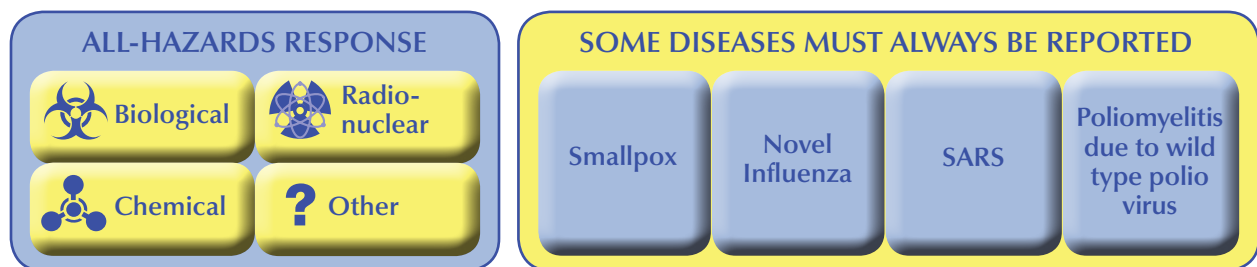 ALL-HAZARDS RESPONSE
Biological
Radio-
nuclear
Chemical
? Other
SOME DISEASES MUST ALWAYS BE REPORTED
Smallpox
Novel
Influenza
SARS
Poliomyelitis
due to wild
type polio
virus